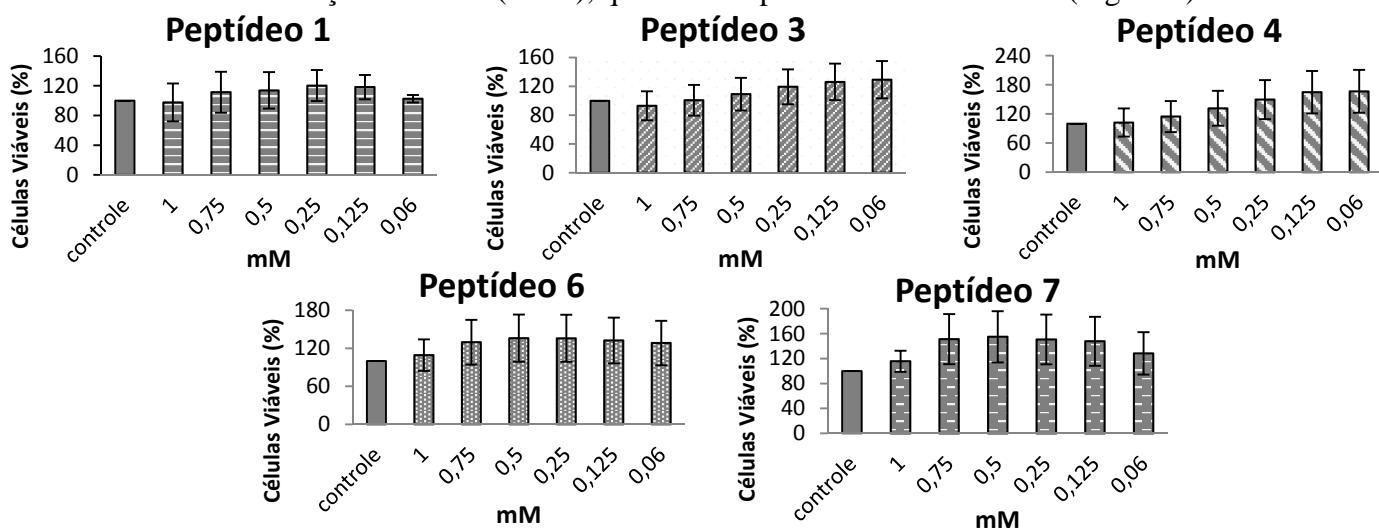 Peptídeo 1
Células Viáveis (%)
160
120
80
40
0
controle
1
0,75
0,5
0,25
0,125
0,06
mM
Peptídeo 3
Células Viáveis (%)
160
120
80
40
0
controle
1
0,75
0,5
0,25
0,125
0,06
mM
Peptídeo 4
Células Viáveis (%)
240
180
120
60
0
controle
1
0,75
0,5
0,25
0,125
0,06
mM
Peptídeo 6
Células Viáveis (%)
180
120
60
0
controle
1
0,75
0,5
0,25
0,125
0,06
mM
Peptídeo 7
Células Viáveis (%)
200
160
120
80
40
0
controle
1
0,75
0,5
0,25
0,125
0,06
mM